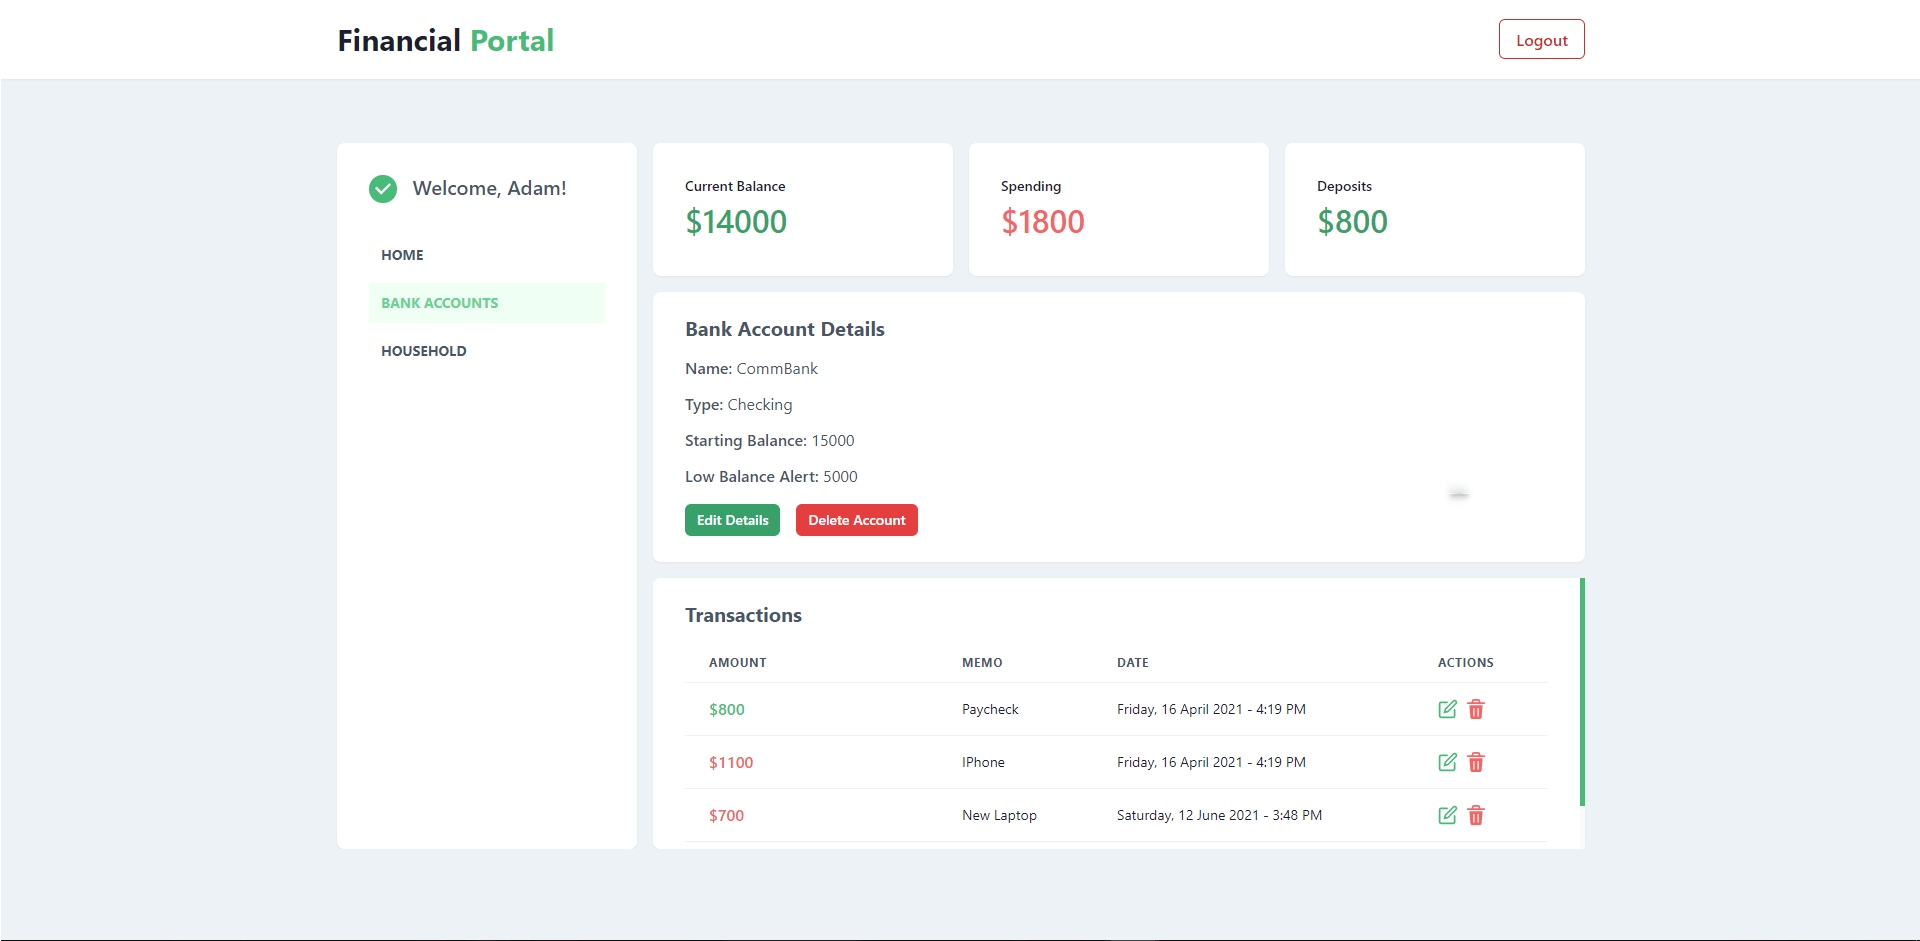 Financial Portal
Logout
Welcome, Adam!
HOME
BANK ACCOUNTS
HOUSEHOLD
Current Balance
$14000
Spending
$1800
Deposits
$800
Bank Account Details
Name: CommBank
Type: Checking
Starting Balance: 15000
Low Balance Alert: 5000
Edit Details Delete Account
Transactions
AMOUNT MEMO DATE ACTIONS
$800 Paycheck Friday, 16 April 2021 - 4:19 PM
$1100 IPhone Friday, 16 April 2021 - 4:19 PM
$700 New Laptop Saturday, 12 June 2021 - 3:48 PM